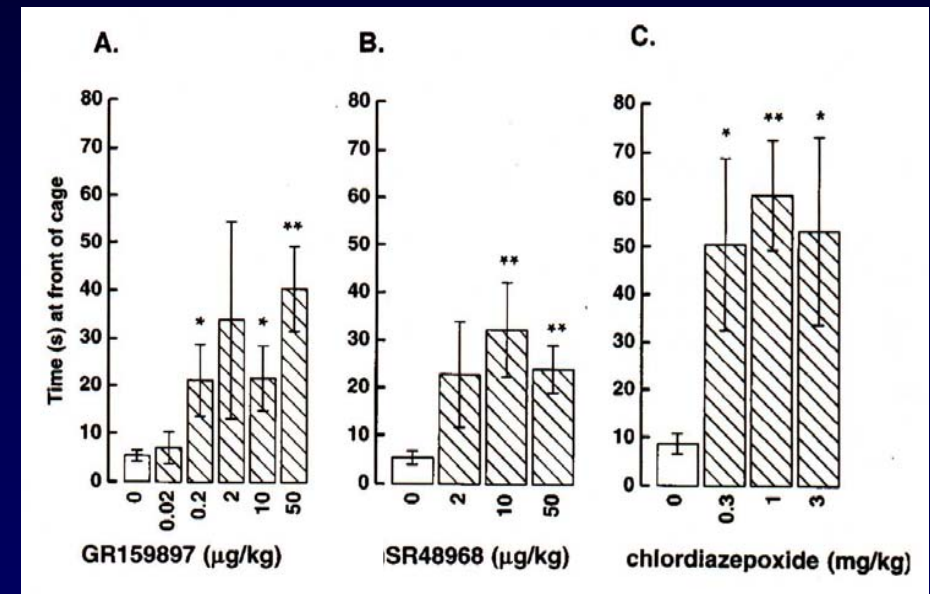 A.
B.
C.
Time (s) at front of cage
80
70
60
50
40
30
20
10
0
* * **
0 0.02 0.2 2 10 50
GR159897 (μg/kg)
80
70
60
50
40
30
20
10
0
** **
0 2 10 50
SR48968 (μg/kg)
80
70
60
50
40
30
20
10
0
* ** *
0 0.3 1 3
chlordiazepoxide (mg/kg)